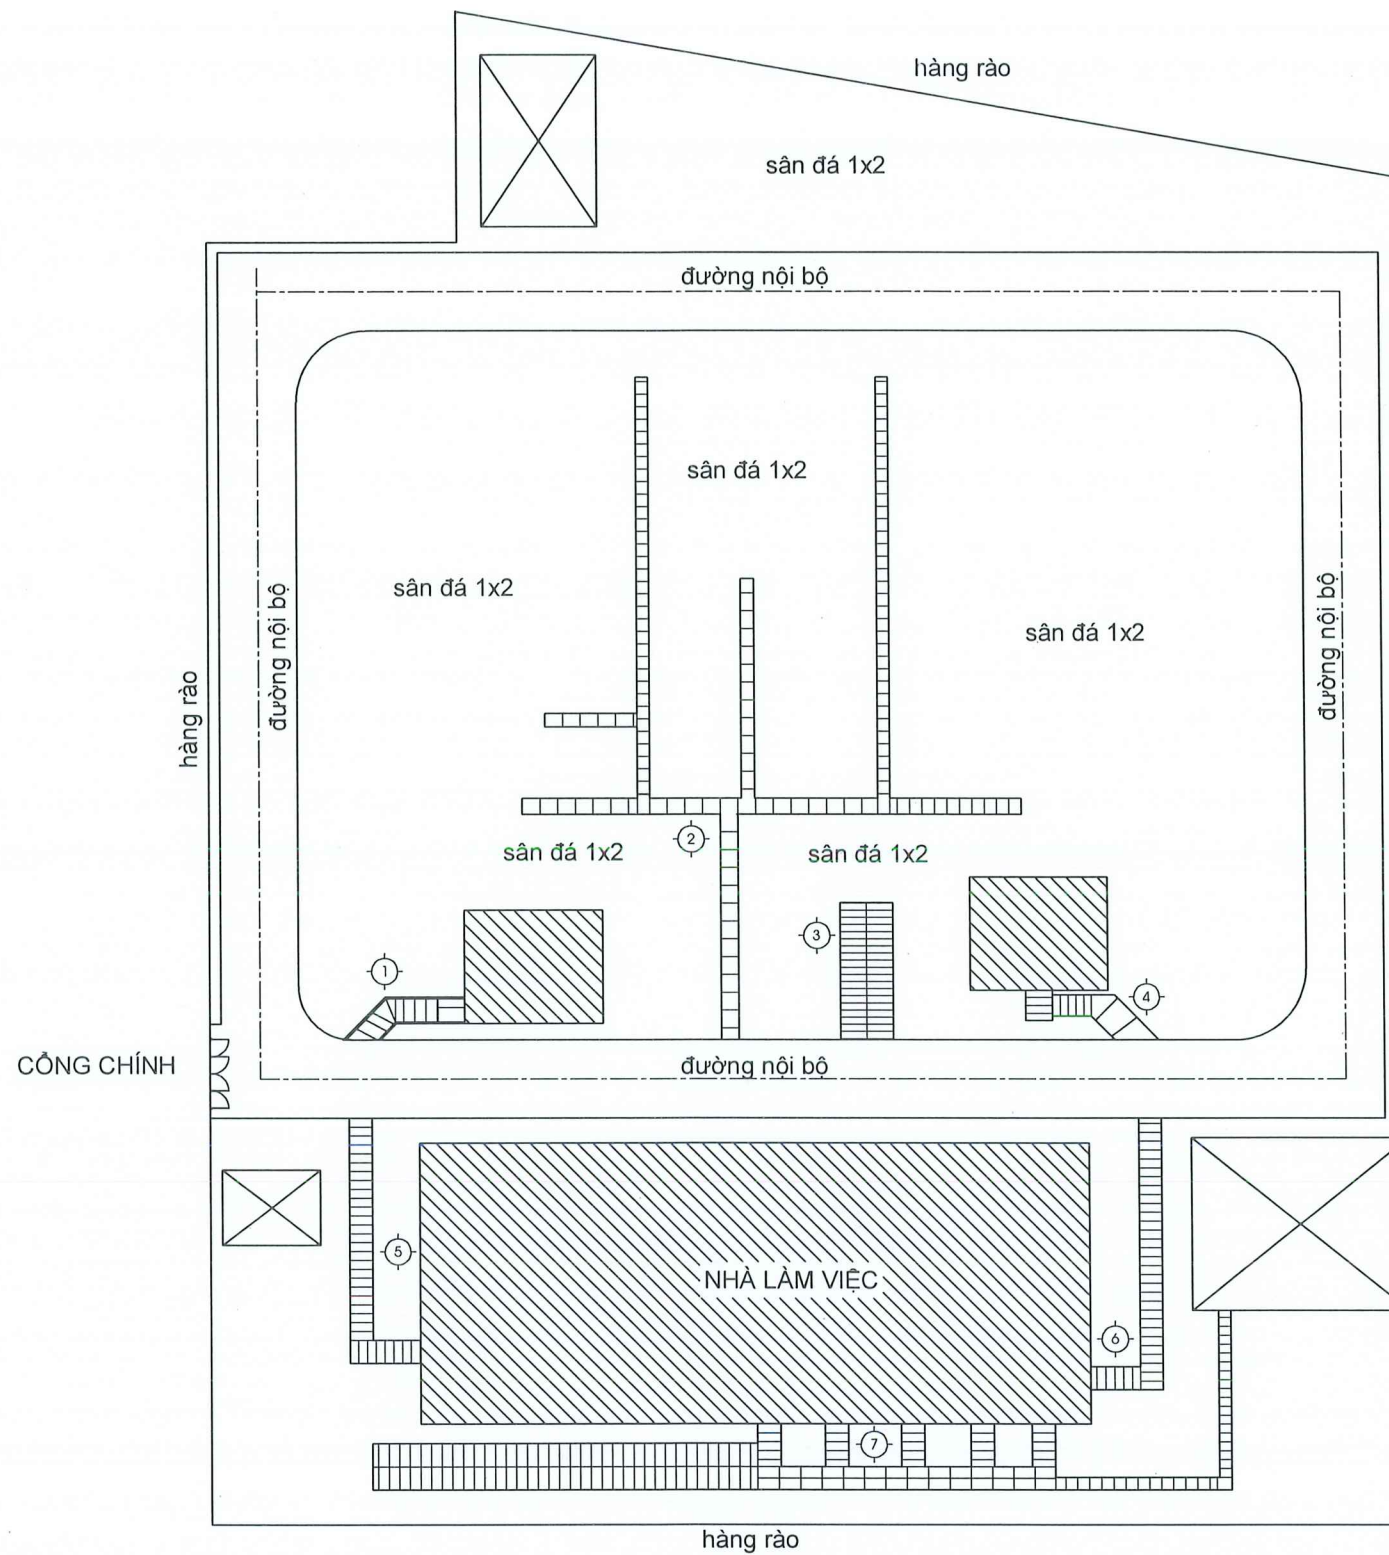 hàng rào
sân đá 1x2
đường nội bộ
sân đá 1x2
sân đá 1x2
sân đá 1x2
đường nội bộ
đường nội bộ
hàng rào
2
sân đá 1x2
sân đá 1x2
3
1
4
CỔNG CHÍNH
đường nội bộ
5
NHÀ LÀM VIỆC
6
7
hàng rào